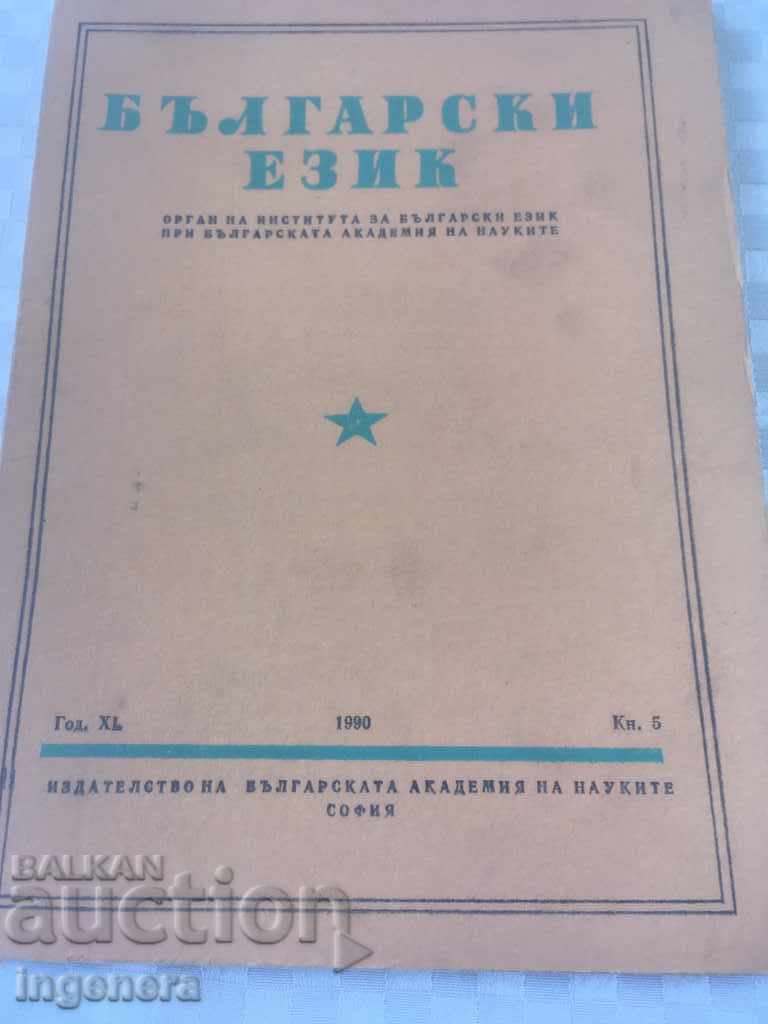 БЪЛГАРСКИ
ЕЗИК
ОРГАН НА ИНСТИТУТА ЗА БЪЛГАРСКИ ЕЗИК
ПРИ БЪЛГАРСКАТА АКАДЕМИЯ НА НАУКИТЕ
Год. XL 1990 Кн. 5
ИЗДАТЕЛСТВО НА БЪЛГАРСКАТА АКАДЕМИЯ НА НАУКИТЕ
СОФИЯ
BALKAN
auction
ingenera